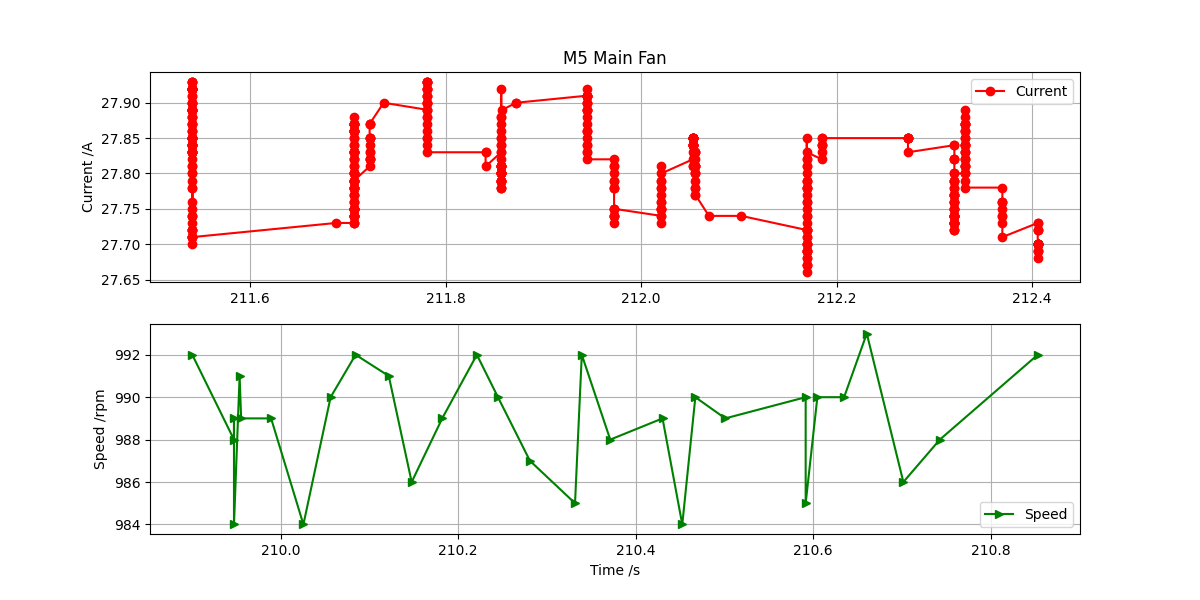 M5 Main Fan
Current /A
27.90
27.85
27.80
27.75
27.70
27.65
Current
211.6 211.8 212.0 212.2 212.4
Speed /rpm
992
990
988
986
984
Speed
210.0 210.2 210.4 210.6 210.8
Time /s